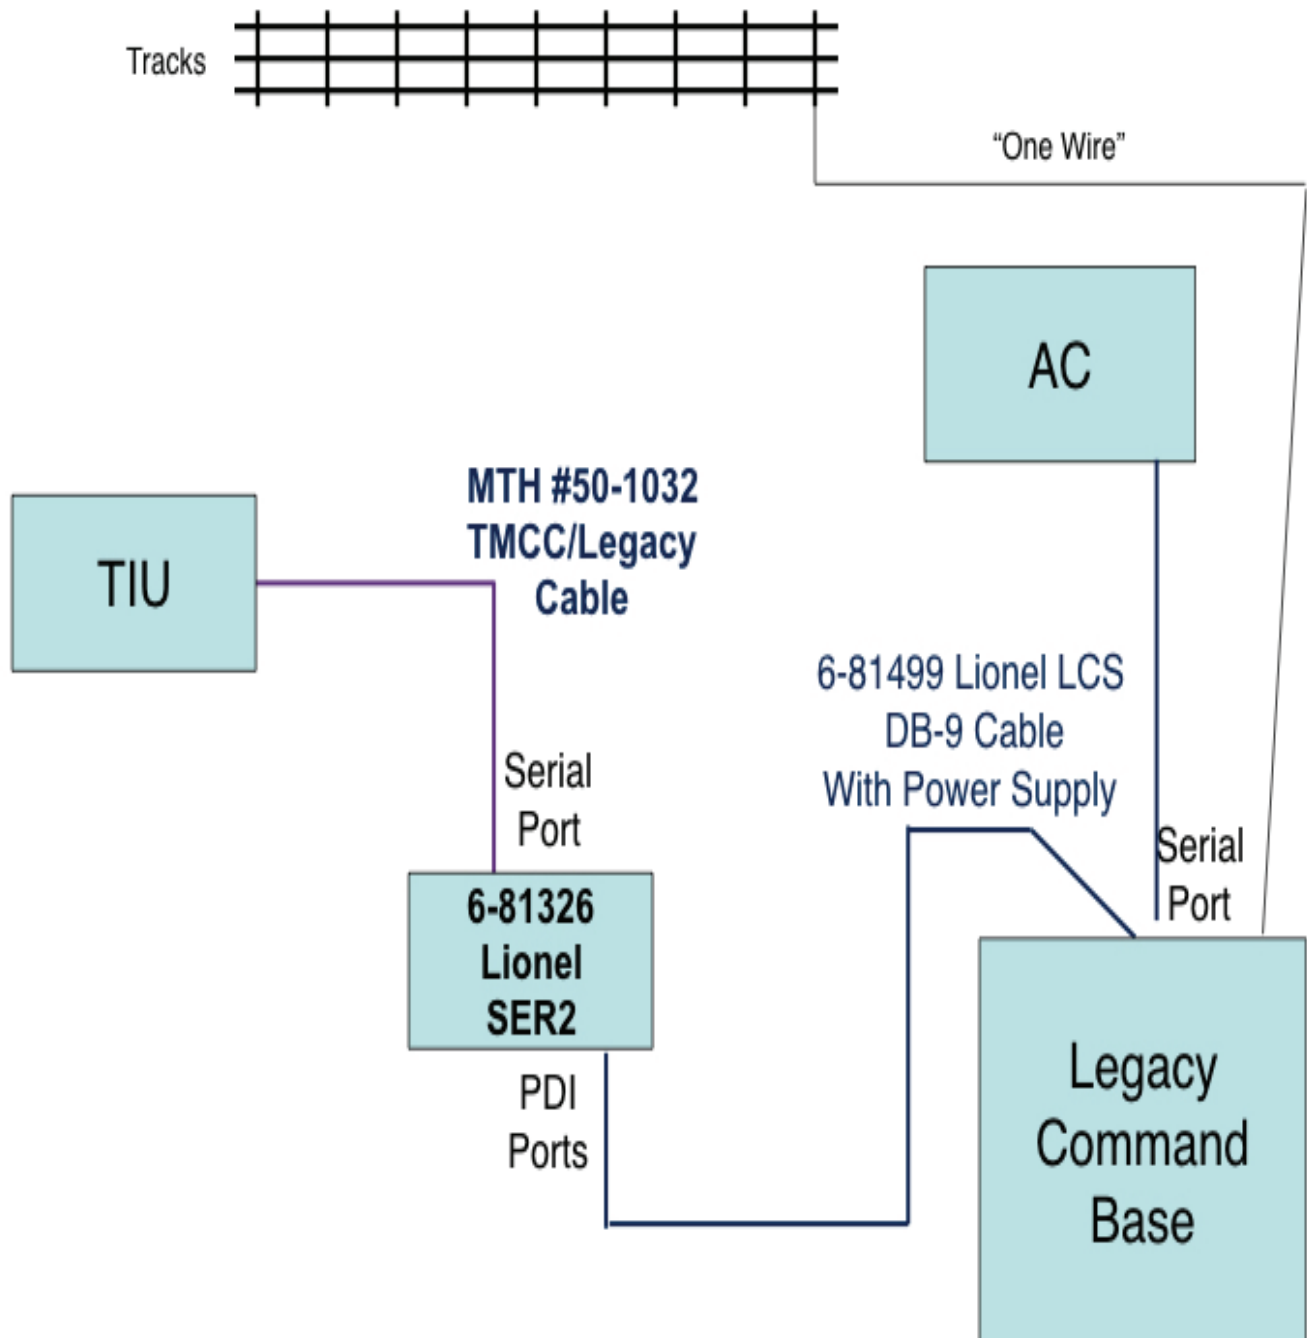 Tracks
“One Wire”
AC
MTH #50-1032
TMCC/Legacy
Cable
TIU
6-81499 Lionel LCS
DB-9 Cable
With Power Supply
Serial
Port
Serial
Port
6-81326
Lionel
SER2
PDI
Ports
Legacy
Command
Base